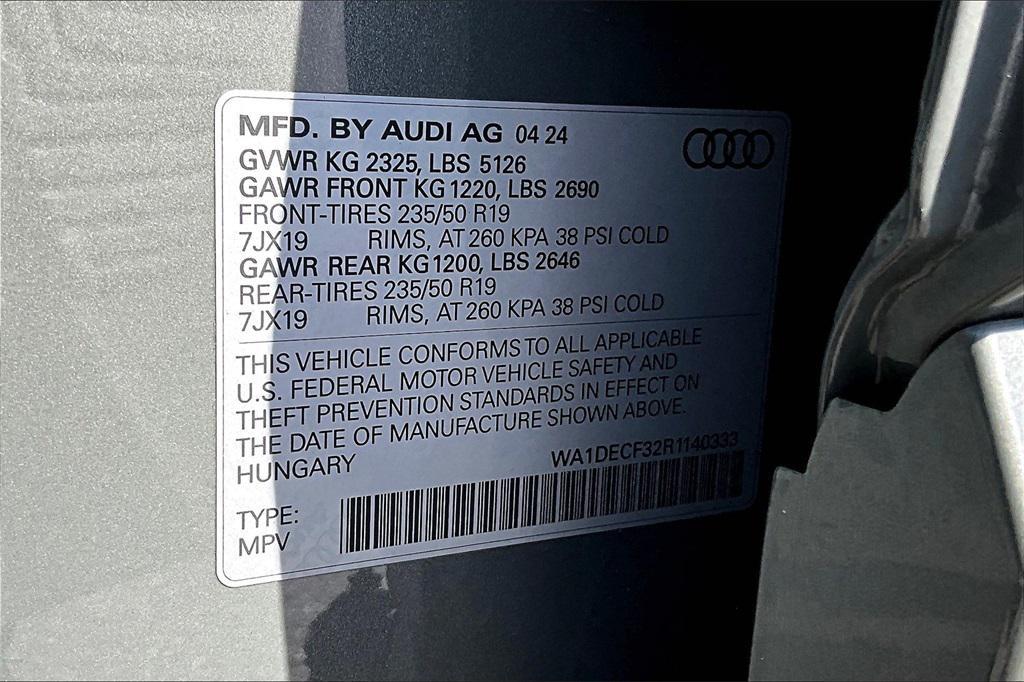 MFD. BY AUDI AG 04 24
GVWR KG 2325, LBS 5126
GAWR FRONT KG 1220, LBS 2690
FRONT-TIRES 235/50 R19
7JX19 RIMS, AT 260 KPA 38 PSI COLD
GAWR REAR KG 1200, LBS 2646
REAR-TIRES 235/50 R19
7JX19 RIMS, AT 260 KPA 38 PSI COLD
THIS VEHICLE CONFORMS TO ALL APPLICABLE
U.S. FEDERAL MOTOR VEHICLE SAFETY AND
THEFT PREVENTION STANDARDS IN EFFECT ON
THE DATE OF MANUFACTURE SHOWN ABOVE.
HUNGARY WA1DECF32R1140333
TYPE:
MPV